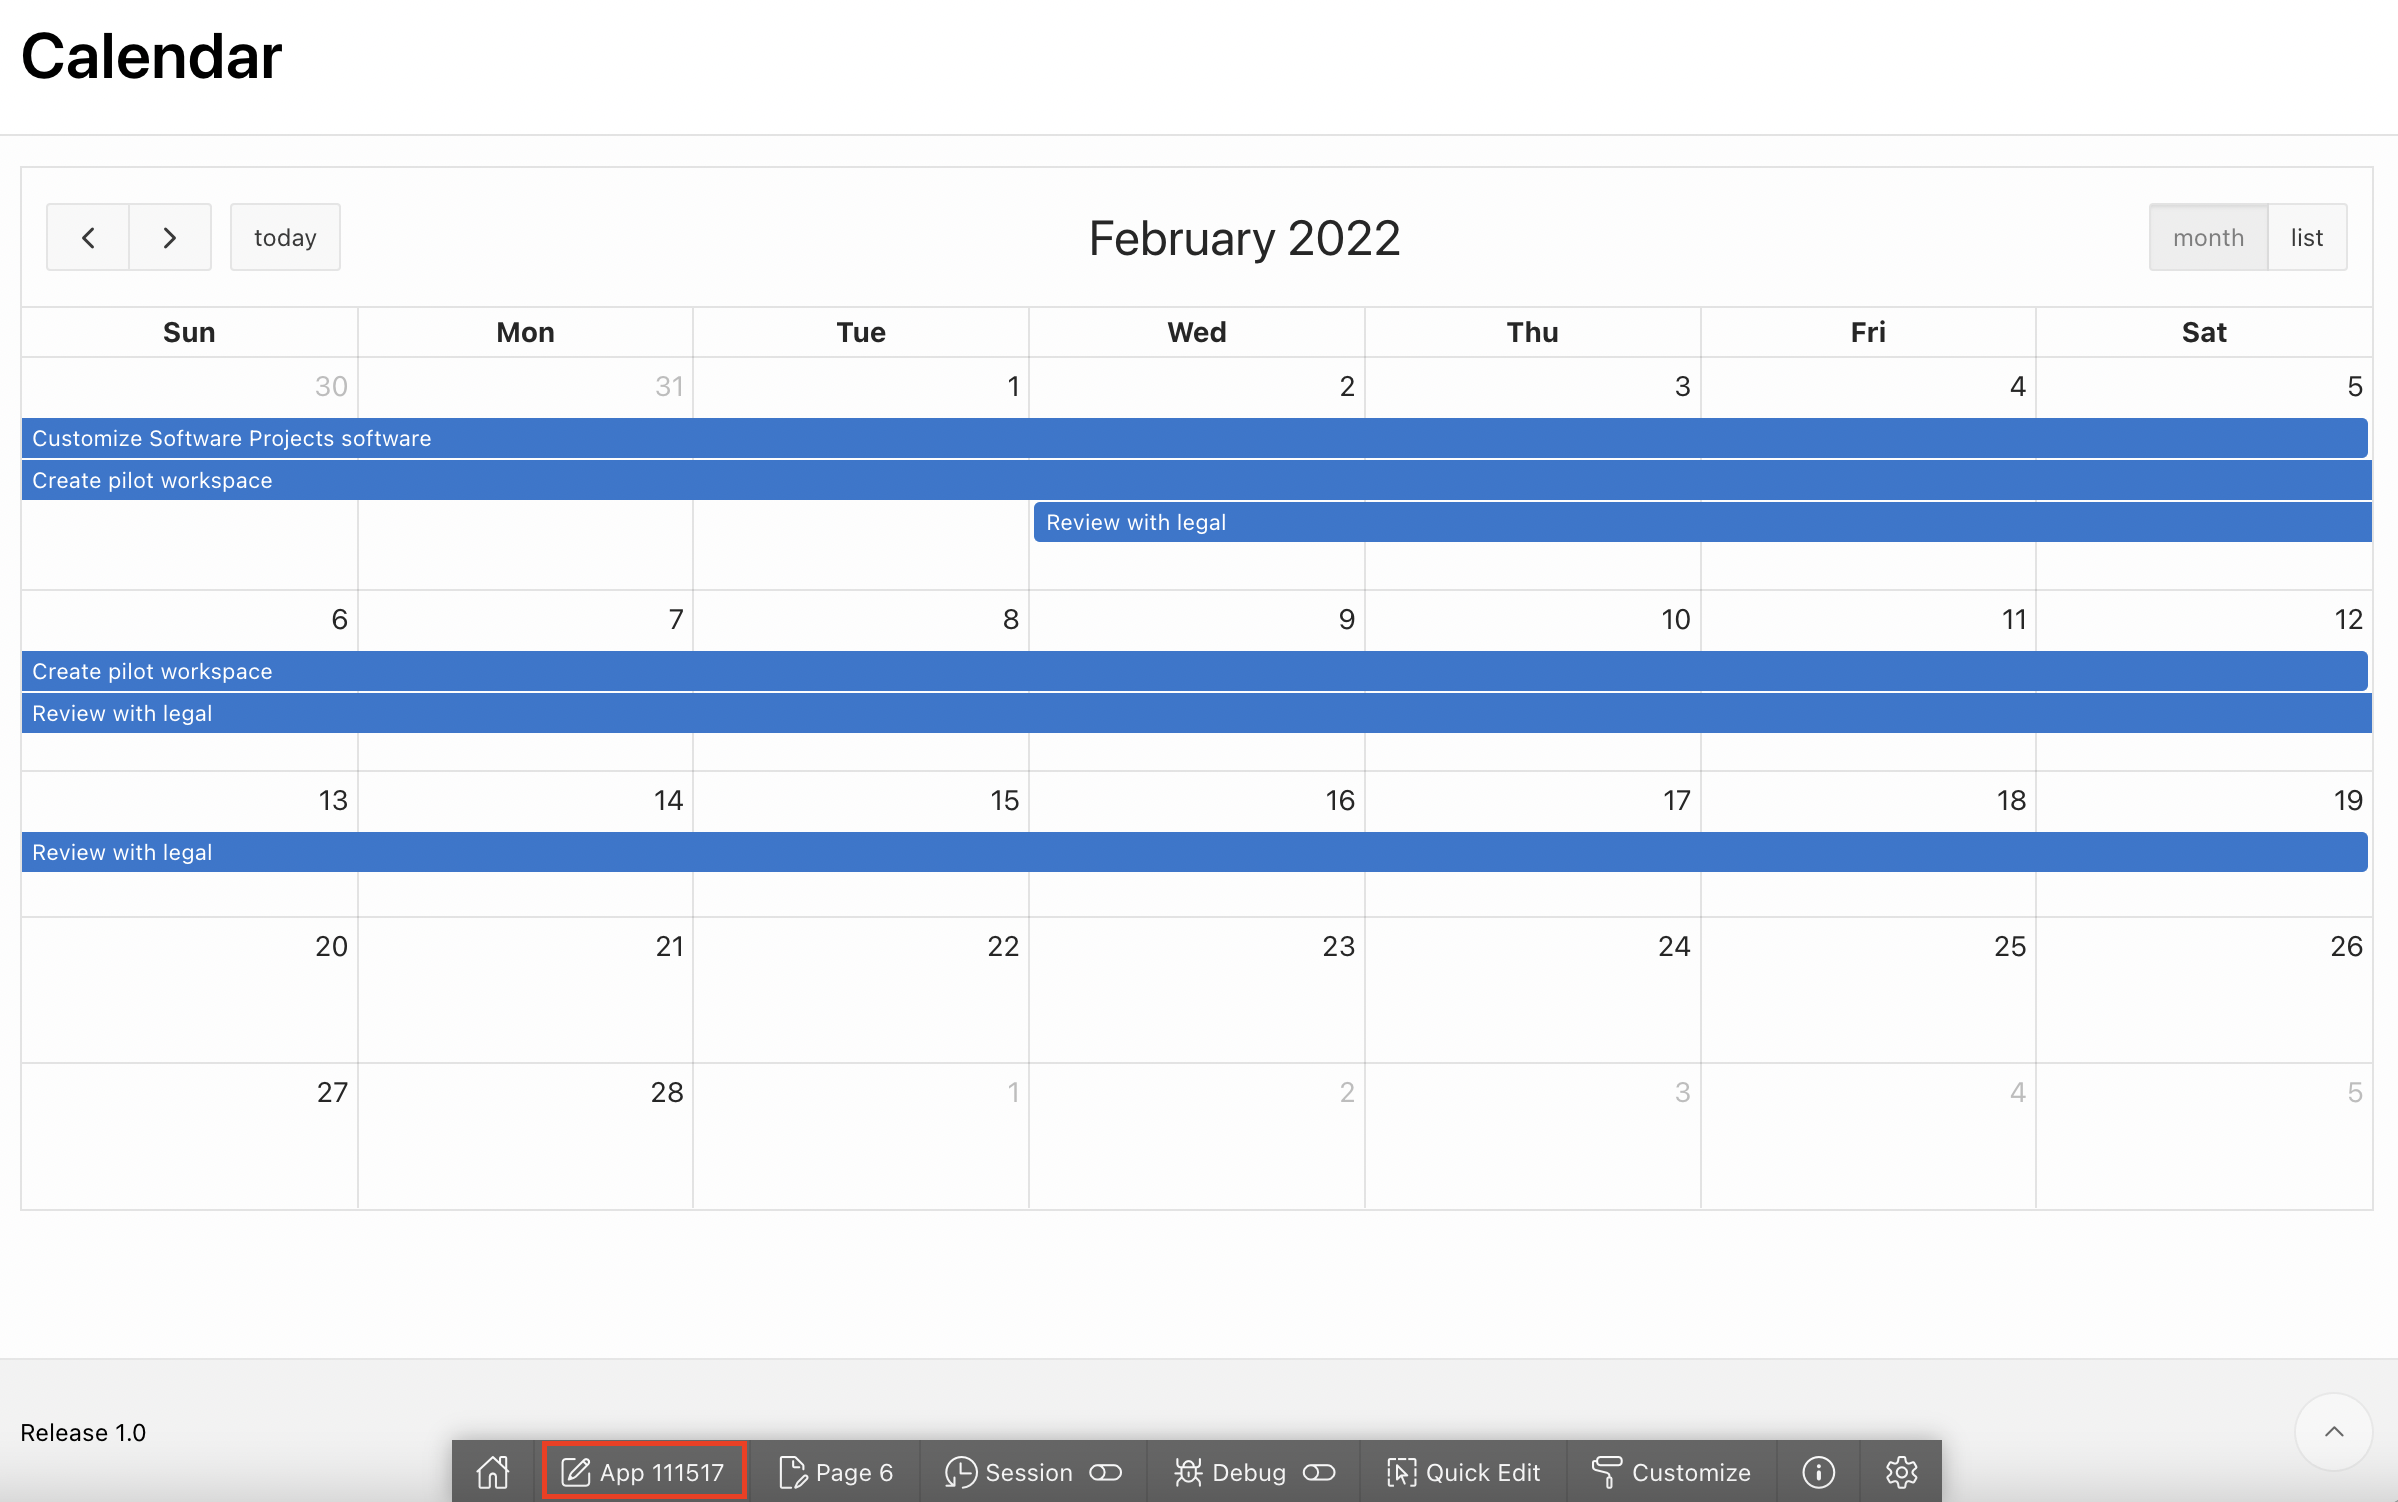 Calendar
today
February 2022
month list
Sun Mon Tue Wed Thu Fri Sat
30 31 1 2 3 4 5
Customize Software Projects software
Create pilot workspace
Review with legal
6 7 8 9 10 11 12
Create pilot workspace
Review with legal
13 14 15 16 17 18 19
Review with legal
20 21 22 23 24 25 26
27 28 1 2 3 4 5
Release 1.0
App 111517 Page 6 Session Debug Quick Edit Customize